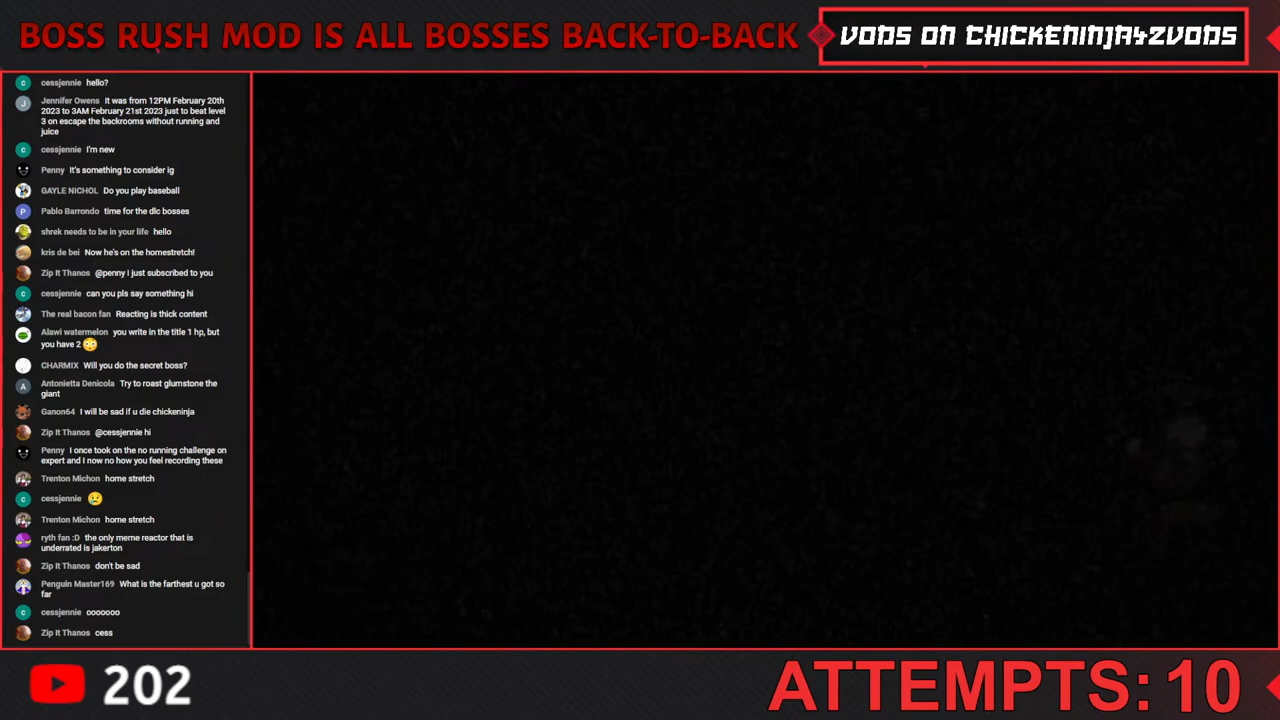 BOSS RUSH MOD IS ALL BOSSES BACK-TO-BACK
VODS ON CHICKENINJA42VODS
c cessjennie hello?
J Jennifer Owens It was from 12PM February 20th
2023 to 3AM February 21st 2023 just to beat level
3 on escape the backrooms without running and
juice
c cessjennie I'm new
Penny It's something to consider ig
GAYLE NICHOL Do you play baseball
P Pablo Barrondo time for the dlc bosses
shrek needs to be in your life hello
kris de bei Now he's on the homestretch!
Zip It Thanos @penny I just subscribed to you
c cessjennie can you pls say something hi
The real bacon fan Reacting is thick content
Alawi watermelon you write in the title 1 hp, but
you have 2 😳
CHARMIX Will you do the secret boss?
A Antonietta Denicola Try to roast glumstone the
giant
Ganon64 I will be sad if u die chickeninja
Zip It Thanos @cessjennie hi
Penny I once took on the no running challenge on
expert and I now no how you feel recording these
Trenton Michon home stretch
c cessjennie 😢
Trenton Michon home stretch
ryth fan :D the only meme reactor that is
underrated is jakerton
Zip It Thanos don't be sad
Penguin Master169 What is the farthest u got so
far
c cessjennie ooooooo
Zip It Thanos cess
202
ATTEMPTS: 10